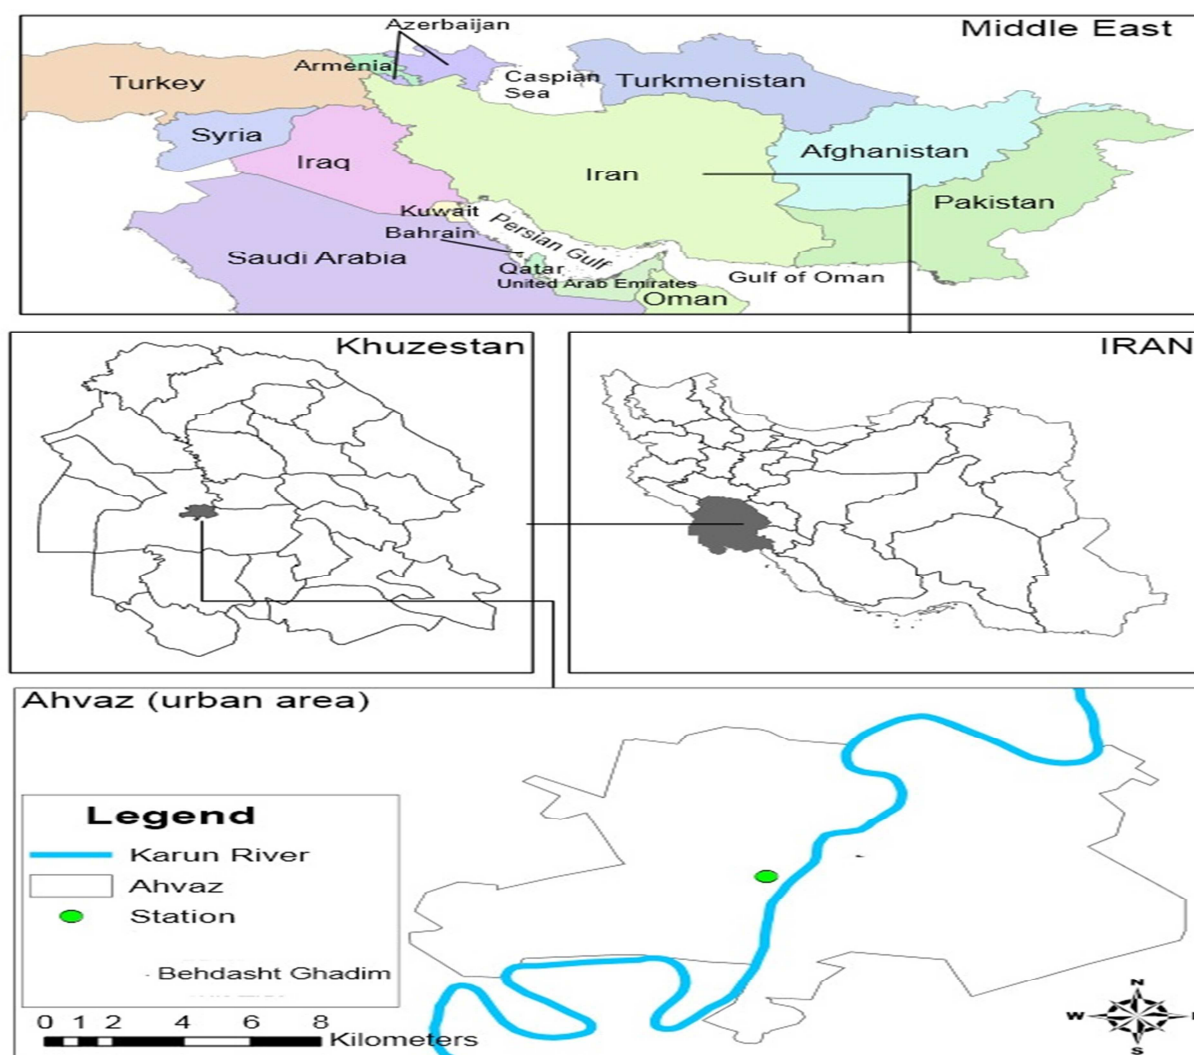 Middle East
Azerbaijan
Armenia
Turkey
Caspian
Sea
Turkmenistan
Syria
Iraq
Iran
Afghanistan
Pakistan
Kuwait
Bahrain
Persian Gulf
Saudi Arabia
Qatar
United Arab Emirates
Gulf of Oman
Oman
Khuzestan
IRAN
Ahvaz (urban area)
Legend
Karun River
Ahvaz
Station
Behdasht Ghadim
0 1 2 4 6 8
Kilometers
N
W
S